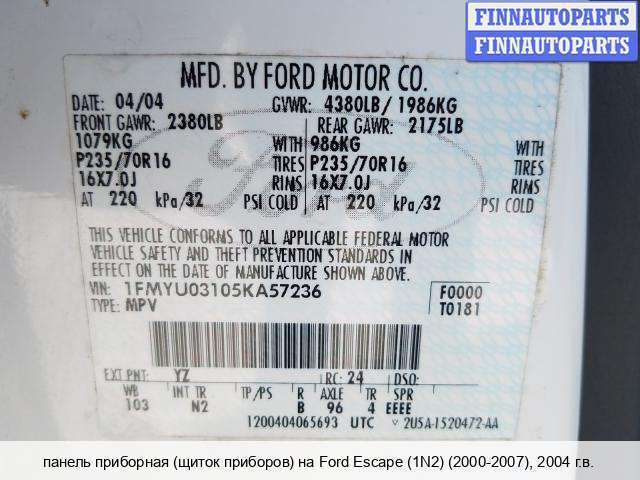 FINNAUTOPARTS
FINNAUTOPARTS
MFD. BY FORD MOTOR CO.
DATE: 04/04 GVWR: 4380LB/ 1986KG
FRONT GAWR: 2380LB REAR GAWR: 2175LB
1079KG WITH 986KG WITH
P235/70R16 TIRES P235/70R16 TIRES
16X7.0J RIMS 16X7.0J RIMS
AT 220 kPa/32 PSI COLD AT 220 kPa/32 PSI COLD
THIS VEHICLE CONFORMS TO ALL APPLICABLE FEDERAL MOTOR
VEHICLE SAFETY AND THEFT PREVENTION STANDARDS IN
EFFECT ON THE DATE OF MANUFACTURE SHOWN ABOVE.
VIN: 1FMYU03105KA57236 F0000
TYPE: MPV T0181
EXT PNT: YZ RC: 24 DSO:
WB INT TR TP/PS R AXLE TR SPR
103 N2 B 96 4 EEEE
1200404065693 UTC 2U5A-1520472-AA
Ford
панель приборная (щиток приборов) на Ford Escape (1N2) (2000-2007), 2004 г.в.